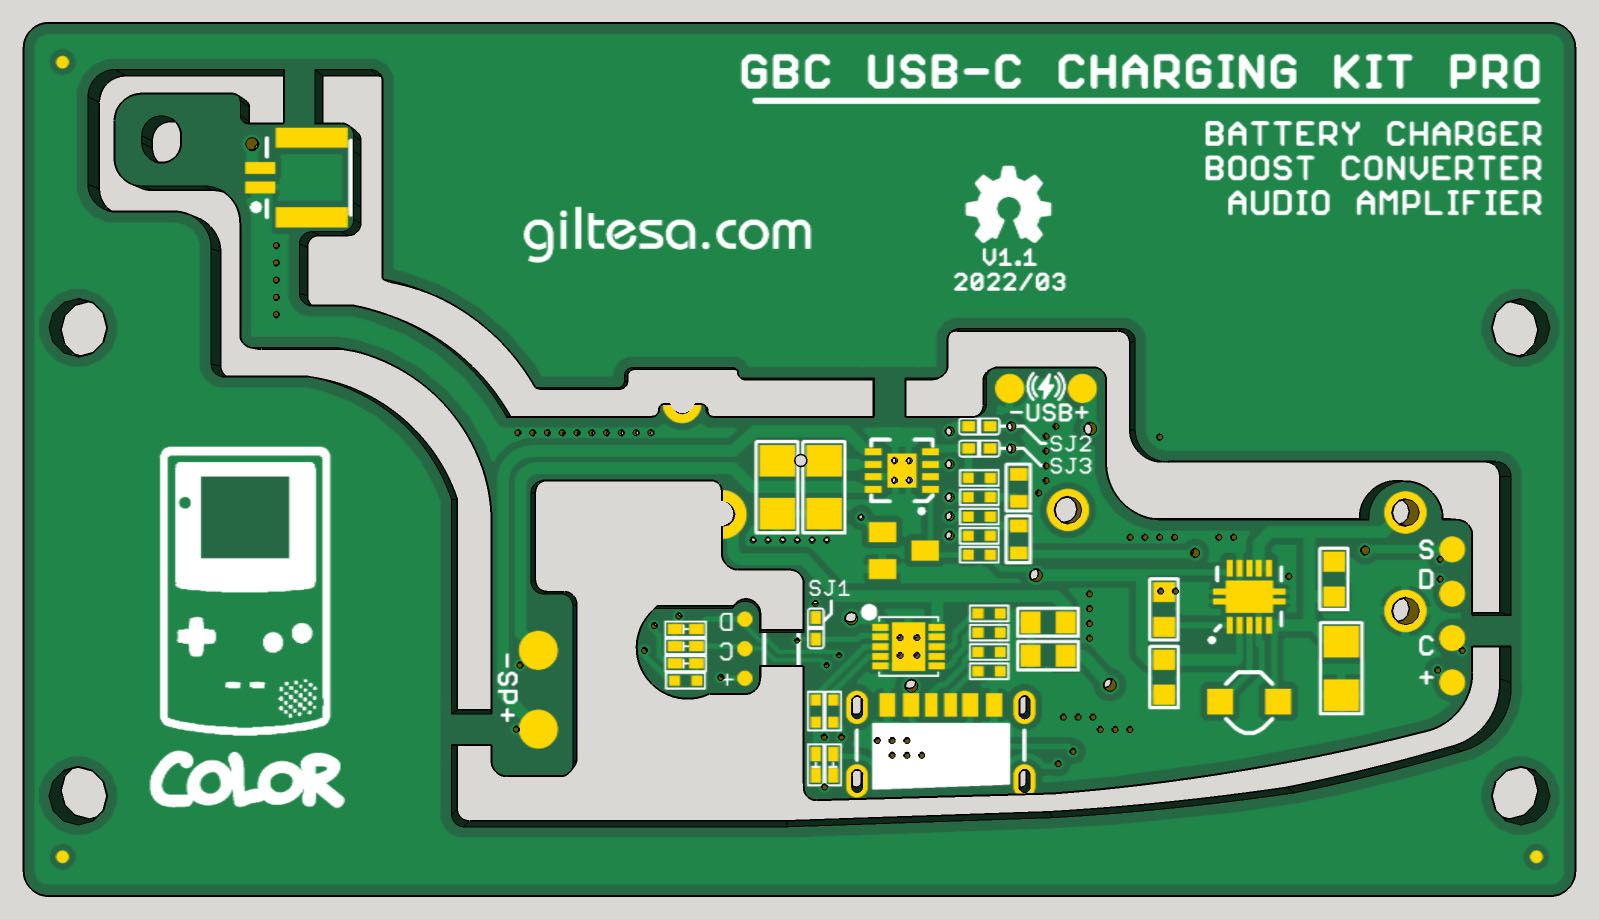 GBC USB-C CHARGING KIT PRO
BATTERY CHARGER
BOOST CONVERTER
AUDIO AMPLIFIER
giltesa.com
V1.1
2022/03
-USB+
SJ2
SJ3
S
D
C
+
SJ1
D
C
+
-SP+
COLOR